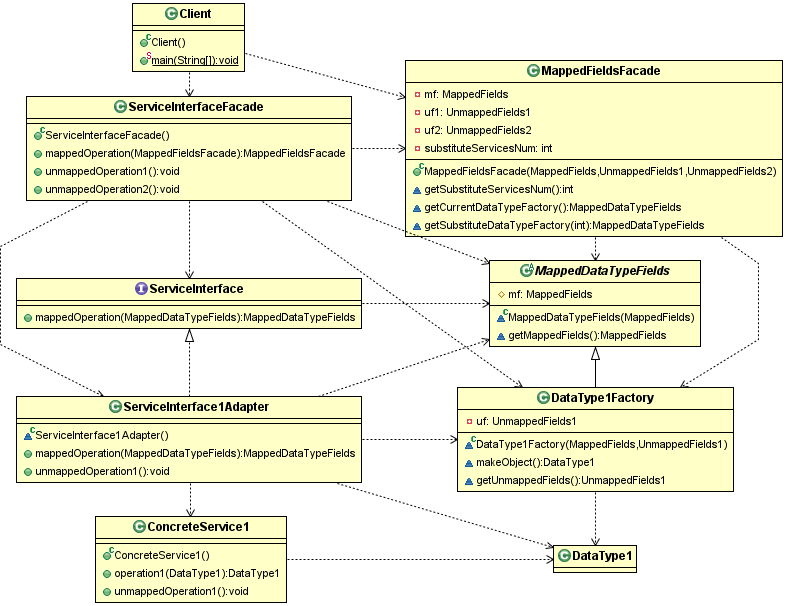 Client
Client()
main(String[]):void
MappedFieldsFacade
mf: MappedFields
uf1: UnmappedFields1
uf2: UnmappedFields2
substituteServicesNum: int
MappedFieldsFacade(MappedFields,UnmappedFields1,UnmappedFields2)
getSubstituteServicesNum():int
getCurrentDataTypeFactory():MappedDataTypeFields
getSubstituteDataTypeFactory(int):MappedDataTypeFields
ServiceInterfaceFacade
ServiceInterfaceFacade()
mappedOperation(MappedFieldsFacade):MappedFieldsFacade
unmappedOperation1():void
unmappedOperation2():void
ServiceInterface
mappedOperation(MappedDataTypeFields):MappedDataTypeFields
MappedDataTypeFields
mf: MappedFields
MappedDataTypeFields(MappedFields)
getMappedFields():MappedFields
ServiceInterface1Adapter
ServiceInterface1Adapter()
mappedOperation(MappedDataTypeFields):MappedDataTypeFields
unmappedOperation1():void
DataType1Factory
uf: UnmappedFields1
DataType1Factory(MappedFields,UnmappedFields1)
makeObject():DataType1
getUnmappedFields():UnmappedFields1
ConcreteService1
ConcreteService1()
operation1(DataType1):DataType1
unmappedOperation1():void
DataType1